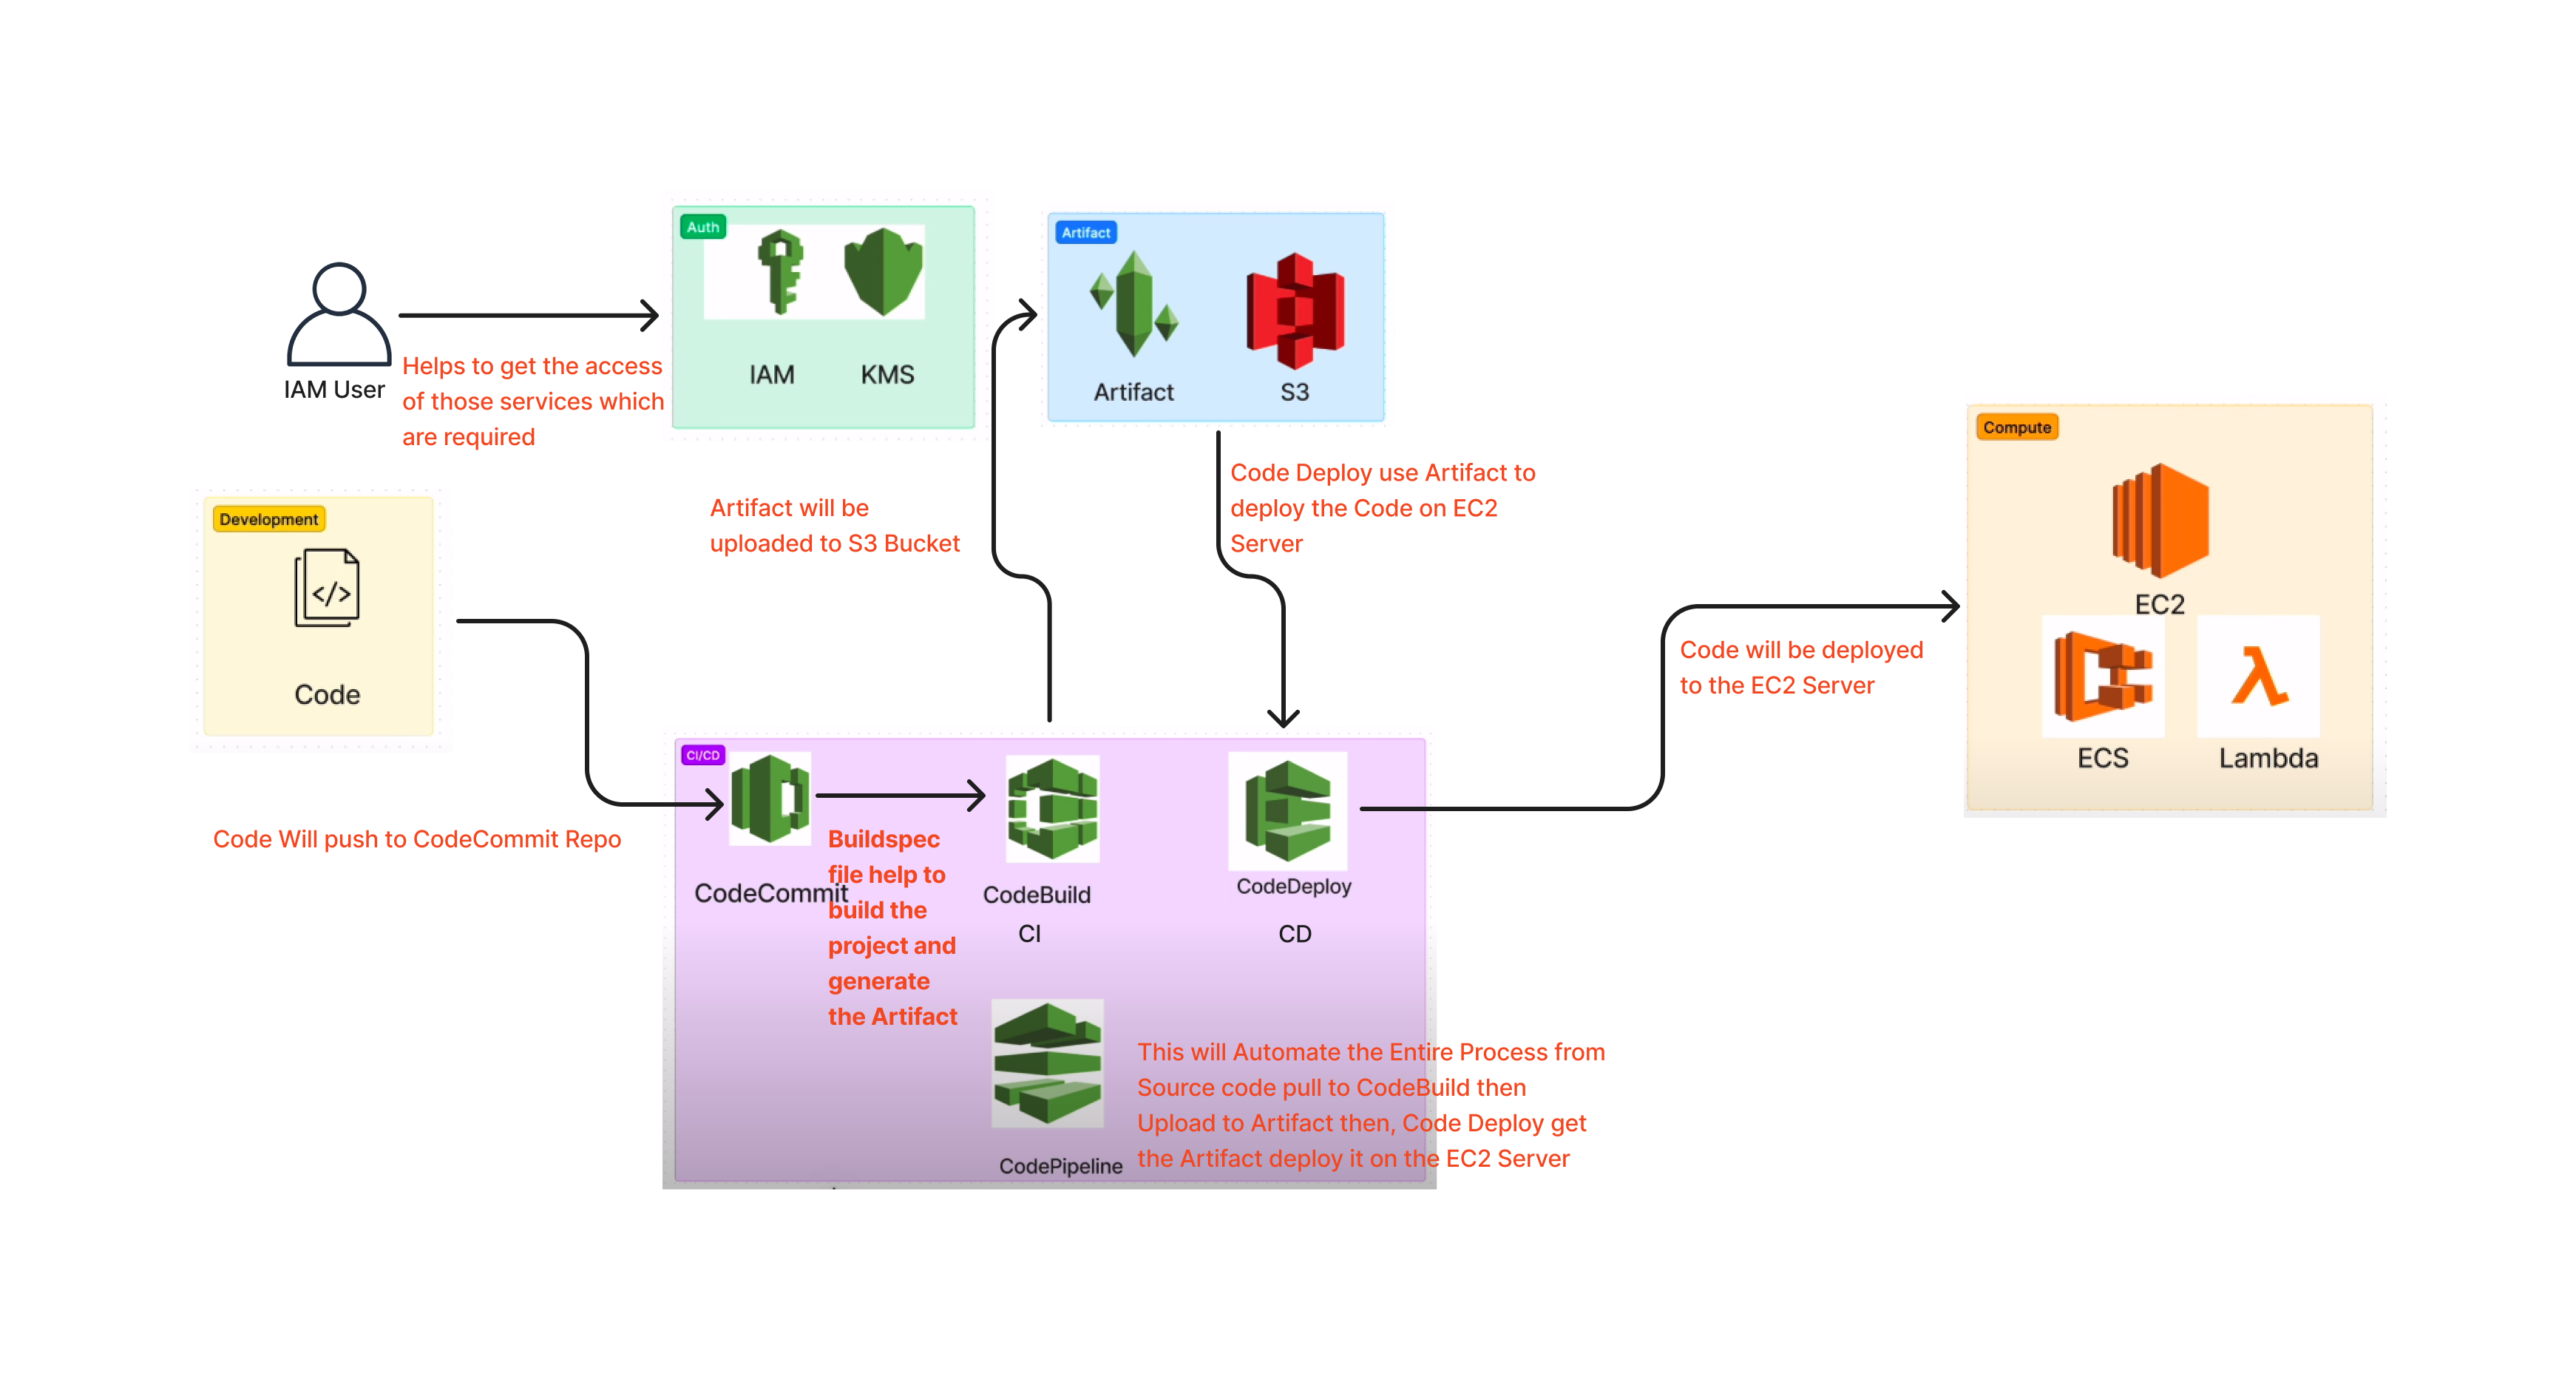 Auth
IAM
KMS
Artifact
Artifact
S3
IAM User
Helps to get the access
of those services which
are required
Development
Code
Artifact will be
uploaded to S3 Bucket
Code Deploy use Artifact to
deploy the Code on EC2
Server
Compute
EC2
ECS
Lambda
Code will be deployed
to the EC2 Server
Code Will push to CodeCommit Repo
CI/CD
CodeCommit
Buildspec
file help to
build the
project and
generate
the Artifact
CodeBuild
CI
CodeDeploy
CD
CodePipeline
This will Automate the Entire Process from
Source code pull to CodeBuild then
Upload to Artifact then, Code Deploy get
the Artifact deploy it on the EC2 Server